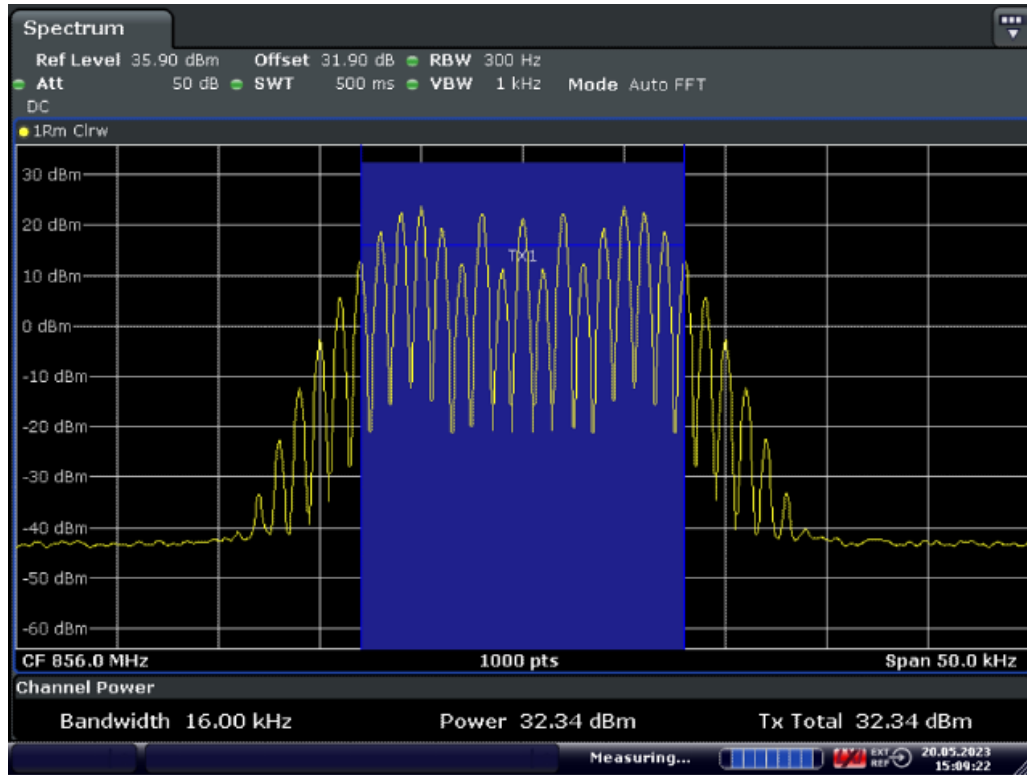 Spectrum
Ref Level 35.90 dBm Offset 31.90 dB RBW 300 Hz
Att 50 dB SWT 500 ms VBW 1 kHz Mode Auto FFT
DC
1Rm Clrw
30 dBm
20 dBm
TX1
10 dBm
0 dBm
-10 dBm
-20 dBm
-30 dBm
-40 dBm
-50 dBm
-60 dBm
CF 856.0 MHz 1000 pts Span 50.0 kHz
Channel Power
Bandwidth 16.00 kHz Power 32.34 dBm Tx Total 32.34 dBm
Measuring... EXT REF 20.05.2023
15:09:22